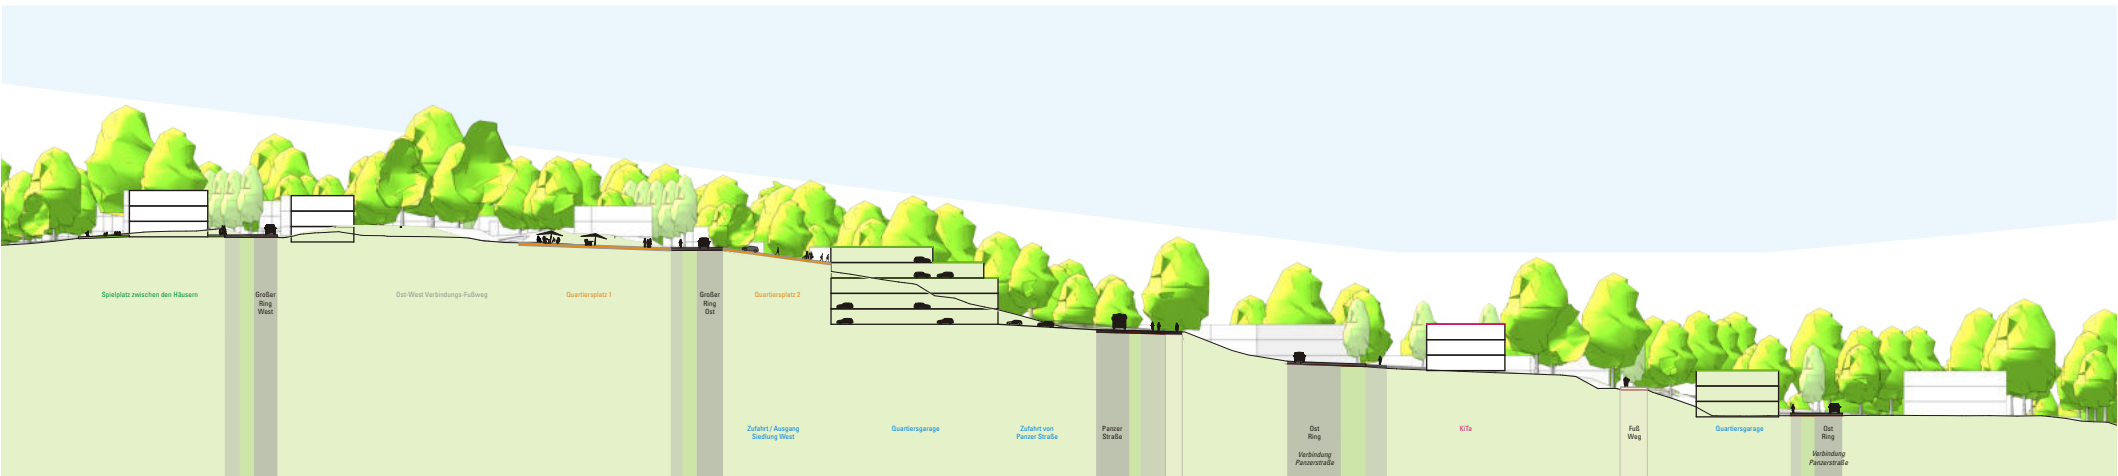 Spielplatz zwischen den Häusern
Großer
Ring
West
Ost-West Verbindungs-Fußweg
Quartiersplatz 1
Großer
Ring
Ost
Quartiersplatz 2
Zufahrt / Ausgang
Siedlung West
Quartiersgarage
Zufahrt von
Panzer Straße
Panzer
Straße
Ost
Ring
Verbindung
Panzerstraße
KiTa
Fuß
Weg
Quartiersgarage
Ost
Ring
Verbindung
Panzerstraße